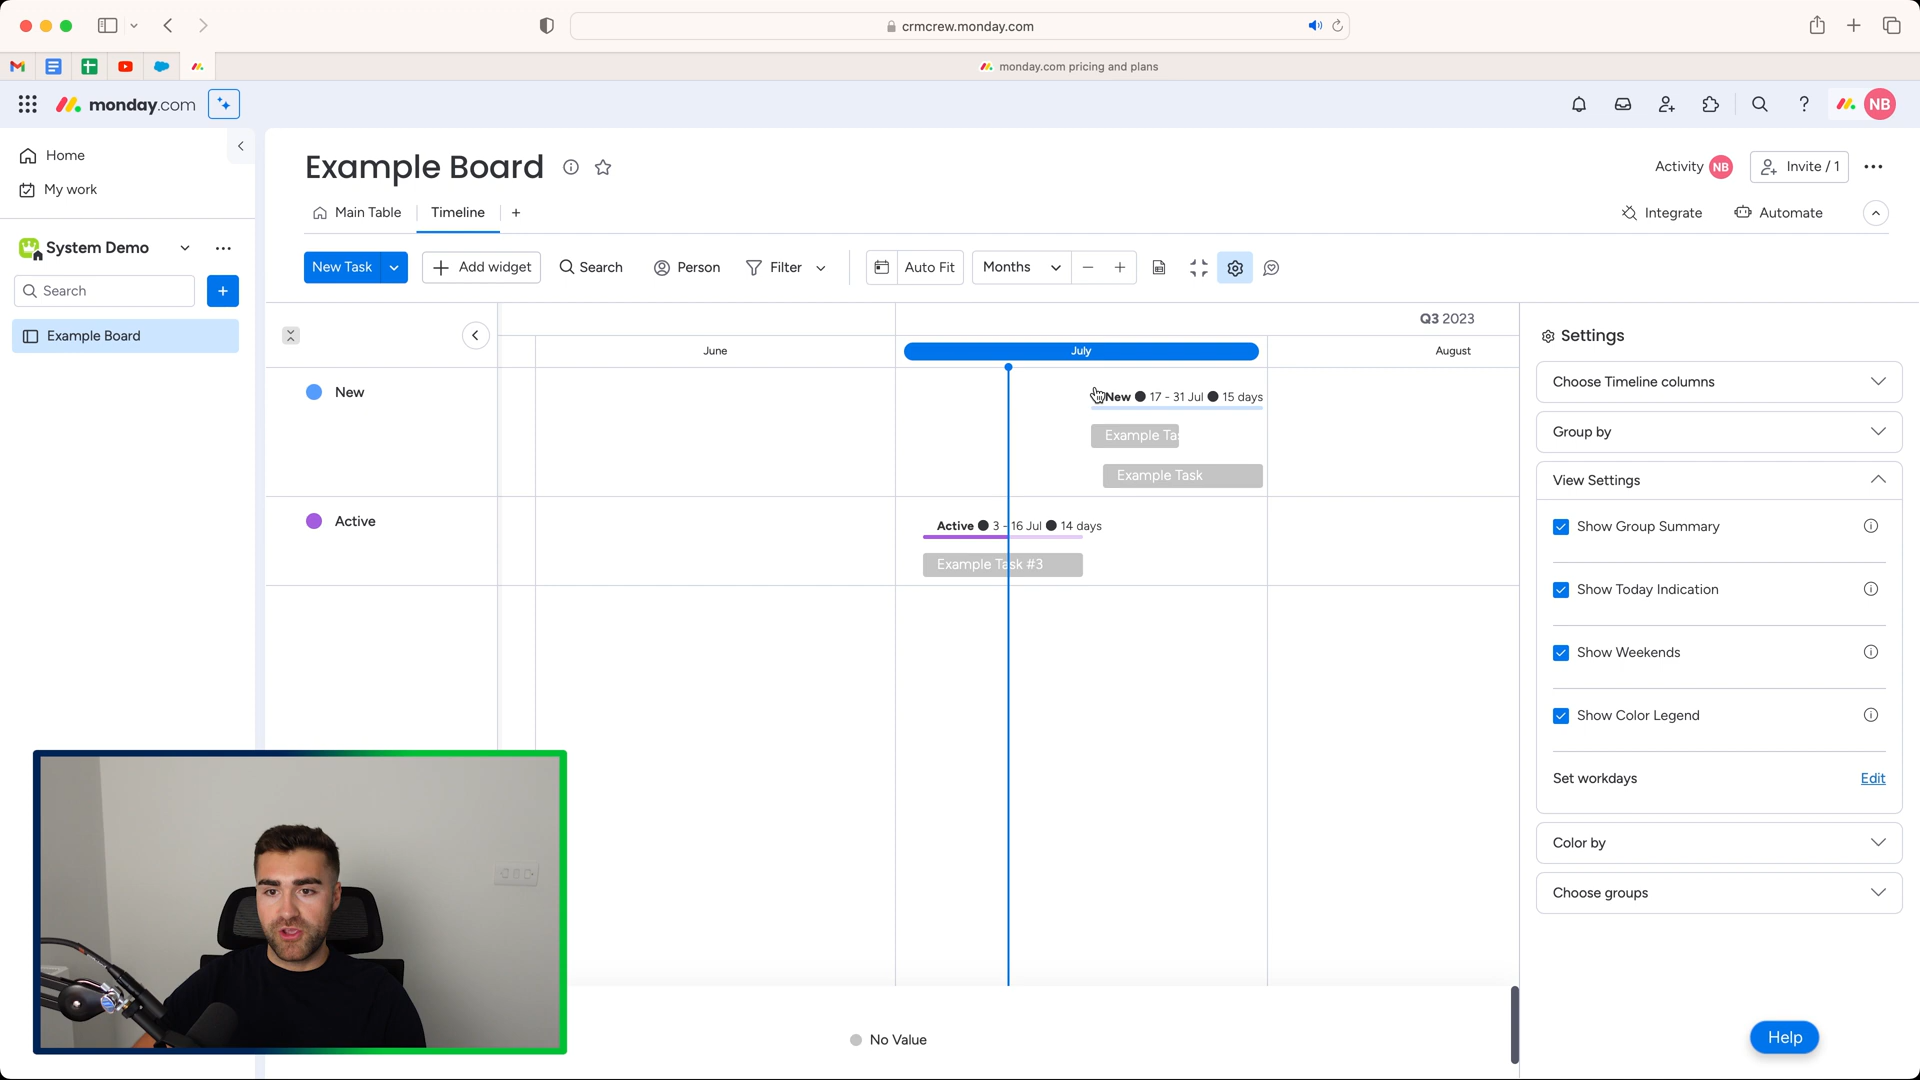 crmcrew.monday.com
monday.com pricing and plans
monday.com
NB
Home
My work
System Demo
Search
Example Board
Example Board
Activity NB
Invite / 1
Main Table
Timeline
Integrate
Automate
New Task
Add widget
Search
Person
Filter
Auto Fit
Months
Q3 2023
June
July
August
New
New 17 - 31 Jul 15 days
Example Tas
Example Task
Active
Active 3 - 16 Jul 14 days
Example Task #3
No Value
Settings
Choose Timeline columns
Group by
View Settings
Show Group Summary
Show Today Indication
Show Weekends
Show Color Legend
Set workdays
Edit
Color by
Choose groups
Help